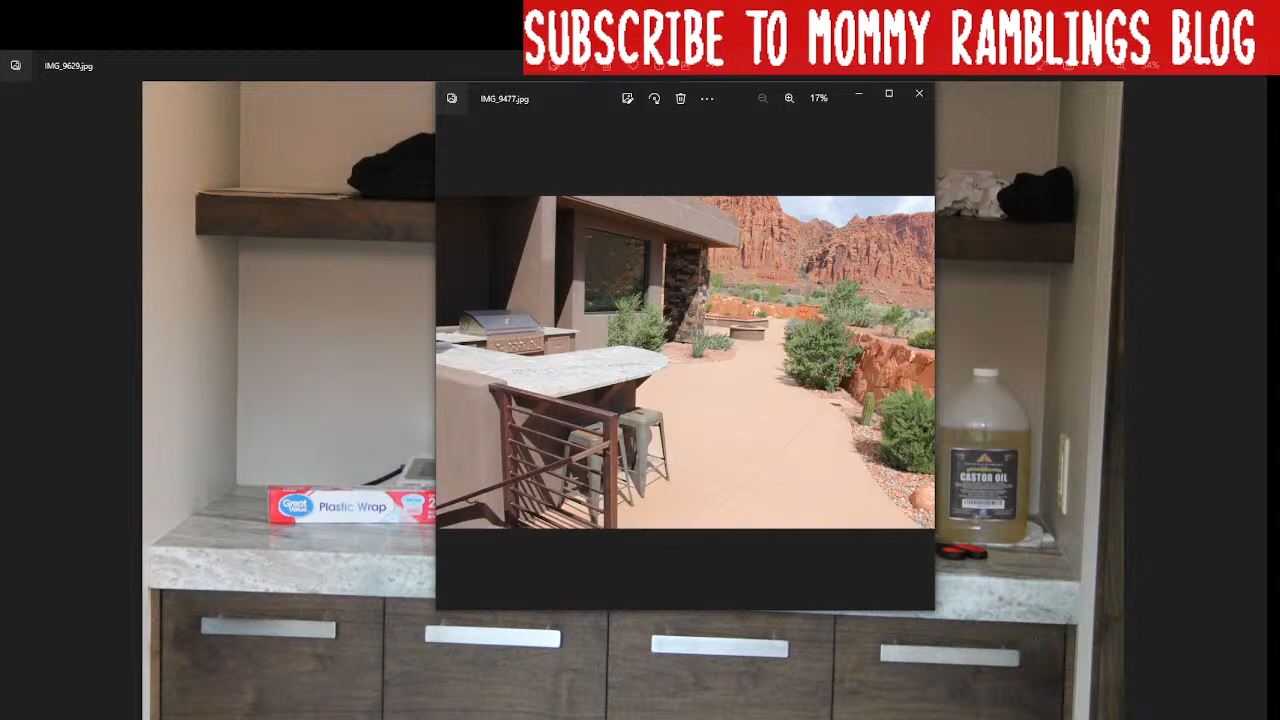 SUBSCRIBE TO MOMMY RAMBLINGS BLOG
IMG_9629.jpg
IMG_9477.jpg
17%
Great Value
Plastic Wrap
CASTOR OIL